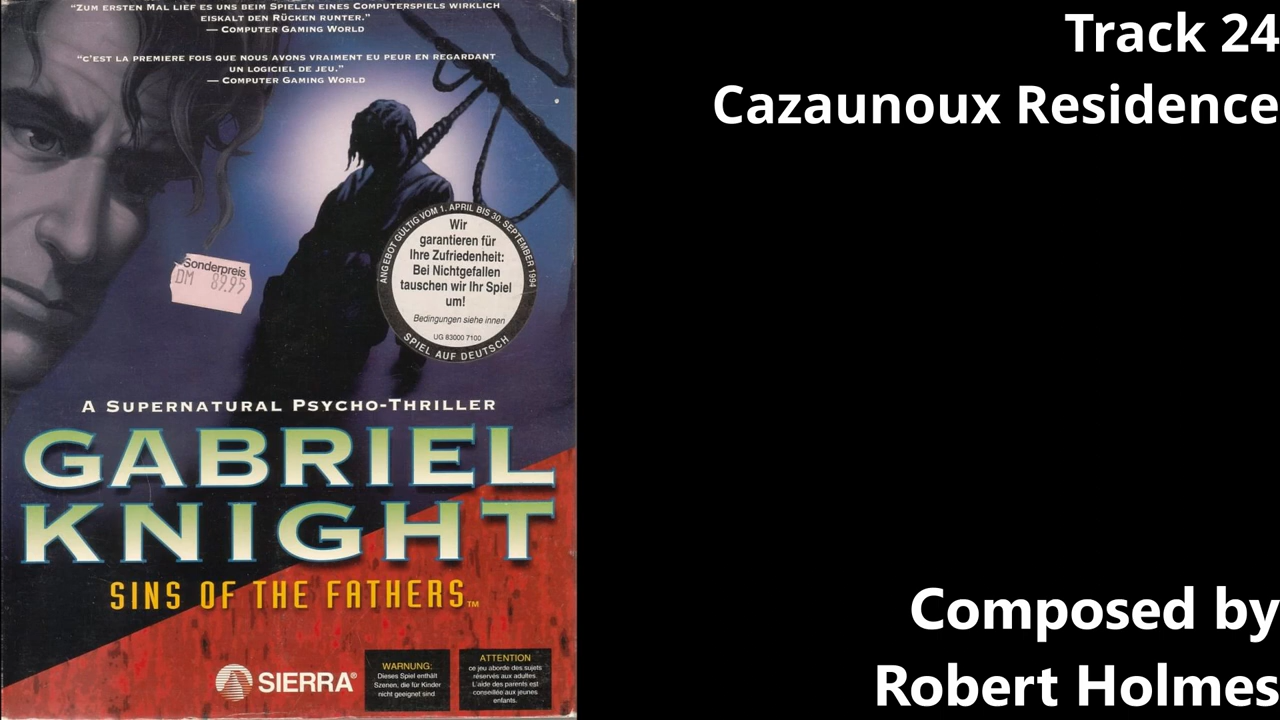 "ZUM ERSTEN MAL LIEF ES UNS BEIM SPIELEN EINES COMPUTERSPIELS WIRKLICH
EISKALT DEN RÜCKEN RUNTER."
— COMPUTER GAMING WORLD
"C'EST LA PREMIERE FOIS QUE NOUS AVONS VRAIMENT EU PEUR EN REGARDANT
UN LOGICIEL DE JEU."
— COMPUTER GAMING WORLD
Sonderpreis
DM 89.95
ANGEBOT GÜLTIG VOM 1. APRIL BIS 30. SEPTEMBER 1994
Wir
garantieren für
Ihre Zufriedenheit:
Bei Nichtgefallen
tauschen wir Ihr Spiel
um!
Bedingungen siehe innen
UG 83000 7100
SPIEL AUF DEUTSCH
A SUPERNATURAL PSYCHO-THRILLER
GABRIEL
KNIGHT
SINS OF THE FATHERS™
SIERRA®
WARNUNG:
Dieses Spiel enthält
Szenen, die für Kinder
nicht geeignet sind
ATTENTION
ce jeu aborde des sujets
réservés aux adultes.
L'aide des parents est
conseillée aux jeunes
enfants.
Track 24
Cazaunoux Residence
Composed by
Robert Holmes